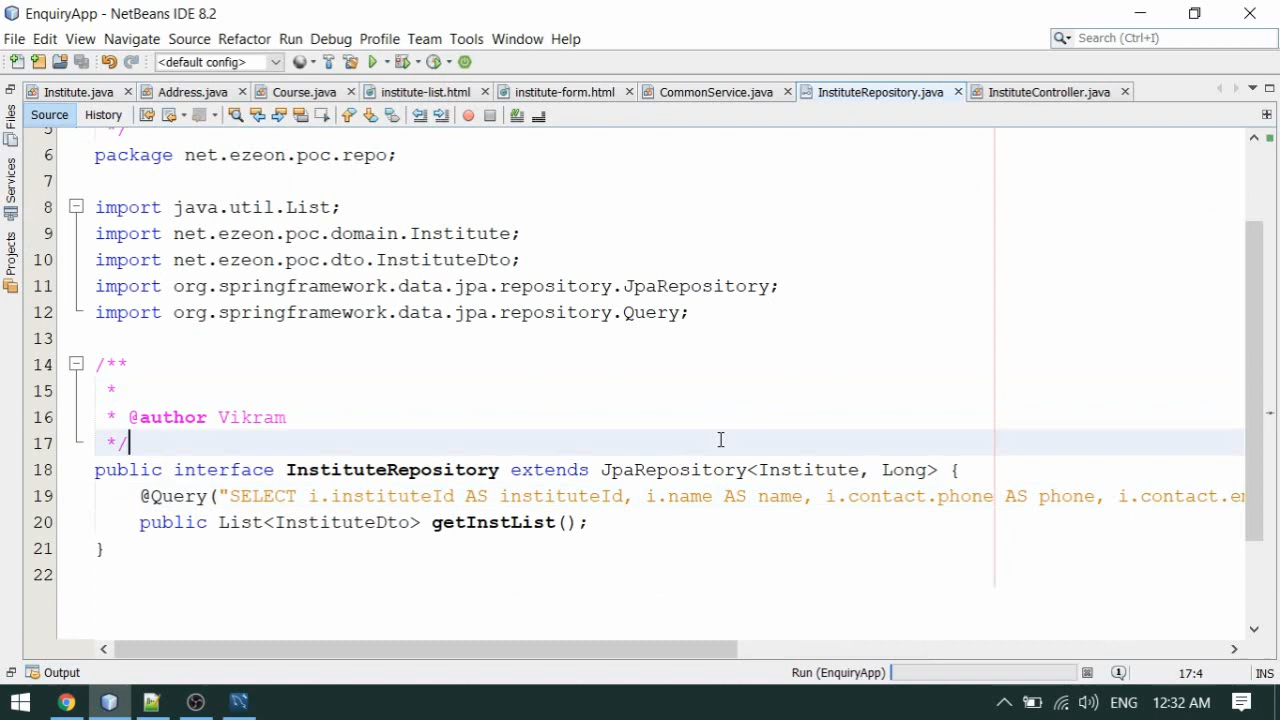 EnquiryApp - NetBeans IDE 8.2
File Edit View Navigate Source Refactor Run Debug Profile Team Tools Window Help
Search (Ctrl+I)
<default config>
Institute.java Address.java Course.java institute-list.html institute-form.html CommonService.java InstituteRepository.java InstituteController.java
Source History
Files
Services
Projects
5 */
6 package net.ezeon.poc.repo;
7
8 import java.util.List;
9 import net.ezeon.poc.domain.Institute;
10 import net.ezeon.poc.dto.InstituteDto;
11 import org.springframework.data.jpa.repository.JpaRepository;
12 import org.springframework.data.jpa.repository.Query;
13
14 /**
15 *
16 * @author Vikram
17 */
18 public interface InstituteRepository extends JpaRepository<Institute, Long> {
19 @Query("SELECT i.instituteId AS instituteId, i.name AS name, i.contact.phone AS phone, i.contact.em
20 public List<InstituteDto> getInstList();
21 }
22
Output
Run (EnquiryApp)
1
17:4
INS
ENG
12:32 AM